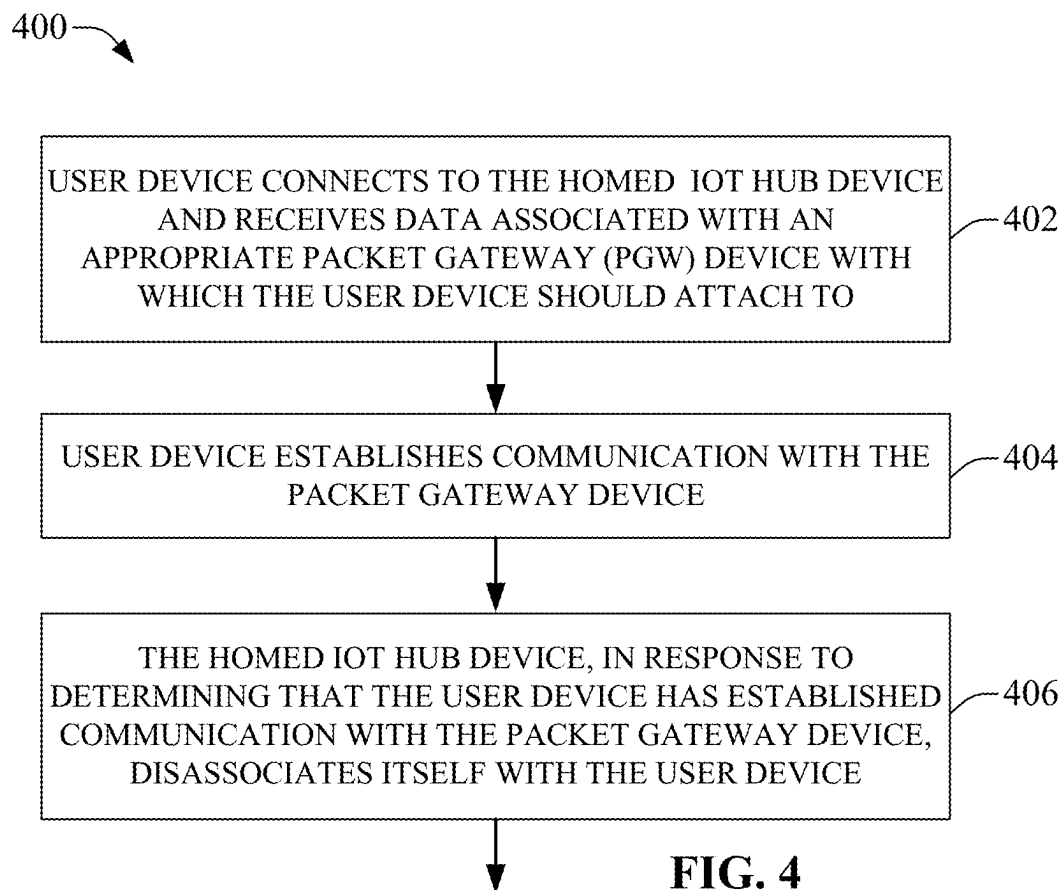 400
USER DEVICE CONNECTS TO THE HOMED IOT HUB DEVICE
AND RECEIVES DATA ASSOCIATED WITH AN
APPROPRIATE PACKET GATEWAY (PGW) DEVICE WITH
WHICH THE USER DEVICE SHOULD ATTACH TO
402
USER DEVICE ESTABLISHES COMMUNICATION WITH THE
PACKET GATEWAY DEVICE
404
THE HOMED IOT HUB DEVICE, IN RESPONSE TO
DETERMINING THAT THE USER DEVICE HAS ESTABLISHED
COMMUNICATION WITH THE PACKET GATEWAY DEVICE,
DISASSOCIATES ITSELF WITH THE USER DEVICE
406
FIG. 4